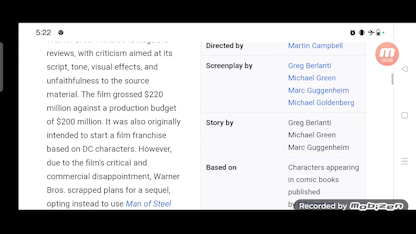 5:22
reviews, with criticism aimed at its
script, tone, visual effects, and
unfaithfulness to the source
material. The film grossed $220
million against a production budget
of $200 million. It was also originally
intended to start a film franchise
based on DC characters. However,
due to the film's critical and
commercial disappointment, Warner
Bros. scrapped plans for a sequel,
opting instead to use Man of Steel
Directed by
Martin Campbell
Screenplay by
Greg Berlanti
Michael Green
Marc Guggenheim
Michael Goldenberg
Story by
Greg Berlanti
Michael Green
Marc Guggenheim
Based on
Characters appearing
in comic books
published
by
Recorded by Mobizen